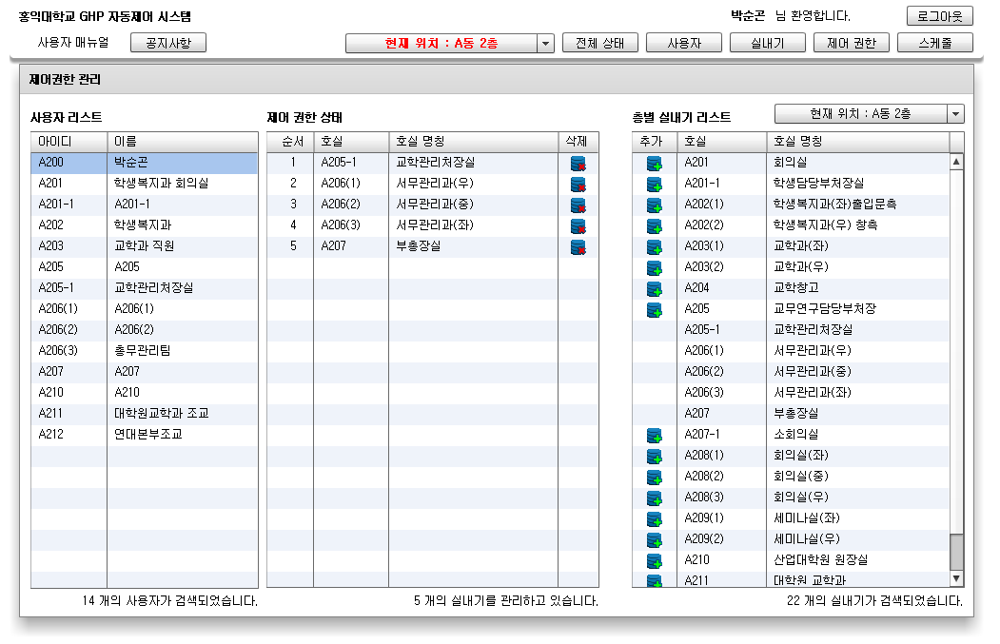 홍익대학교 GHP 자동제어 시스템
박순곤 님 환영합니다.
로그아웃
사용자 매뉴얼
공지사항
현재 위치 : A동 2층
전체 상태
사용자
실내기
제어 권한
스케줄
제어권한 관리
사용자 리스트
아이디 이름
A200 박순곤
A201 학생복지과 회의실
A201-1 A201-1
A202 학생복지과
A203 교학과 직원
A205 A205
A205-1 교학관리처장실
A206(1) A206(1)
A206(2) A206(2)
A206(3) 총무관리팀
A207 A207
A210 A210
A211 대학원교학과 조교
A212 연대본부조교
14 개의 사용자가 검색되었습니다.
제어 권한 상태
순서 호실 호실 명칭 삭제
1 A205-1 교학관리처장실
2 A206(1) 서무관리과(우)
3 A206(2) 서무관리과(중)
4 A206(3) 서무관리과(좌)
5 A207 부총장실
5 개의 실내기를 관리하고 있습니다.
층별 실내기 리스트
현재 위치 : A동 2층
추가 호실 호실 명칭
A201 회의실
A201-1 학생담당부처장실
A202(1) 학생복지과(좌)출입문측
A202(2) 학생복지과(우) 창측
A203(1) 교학과(좌)
A203(2) 교학과(우)
A204 교학창고
A205 교무연구담당부처장
A205-1 교학관리처장실
A206(1) 서무관리과(우)
A206(2) 서무관리과(중)
A206(3) 서무관리과(좌)
A207 부총장실
A207-1 소회의실
A208(1) 회의실(좌)
A208(2) 회의실(중)
A208(3) 회의실(우)
A209(1) 세미나실(좌)
A209(2) 세미나실(우)
A210 산업대학원 원장실
A211 대학원 교학과
22 개의 실내기가 검색되었습니다.